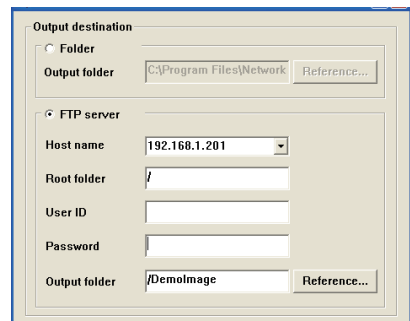 Output destination
Folder
Output folder C:\Program Files\Network Reference...
FTP server
Host name 192.168.1.201
Root folder /
User ID
Password
Output folder /DemoImage Reference...